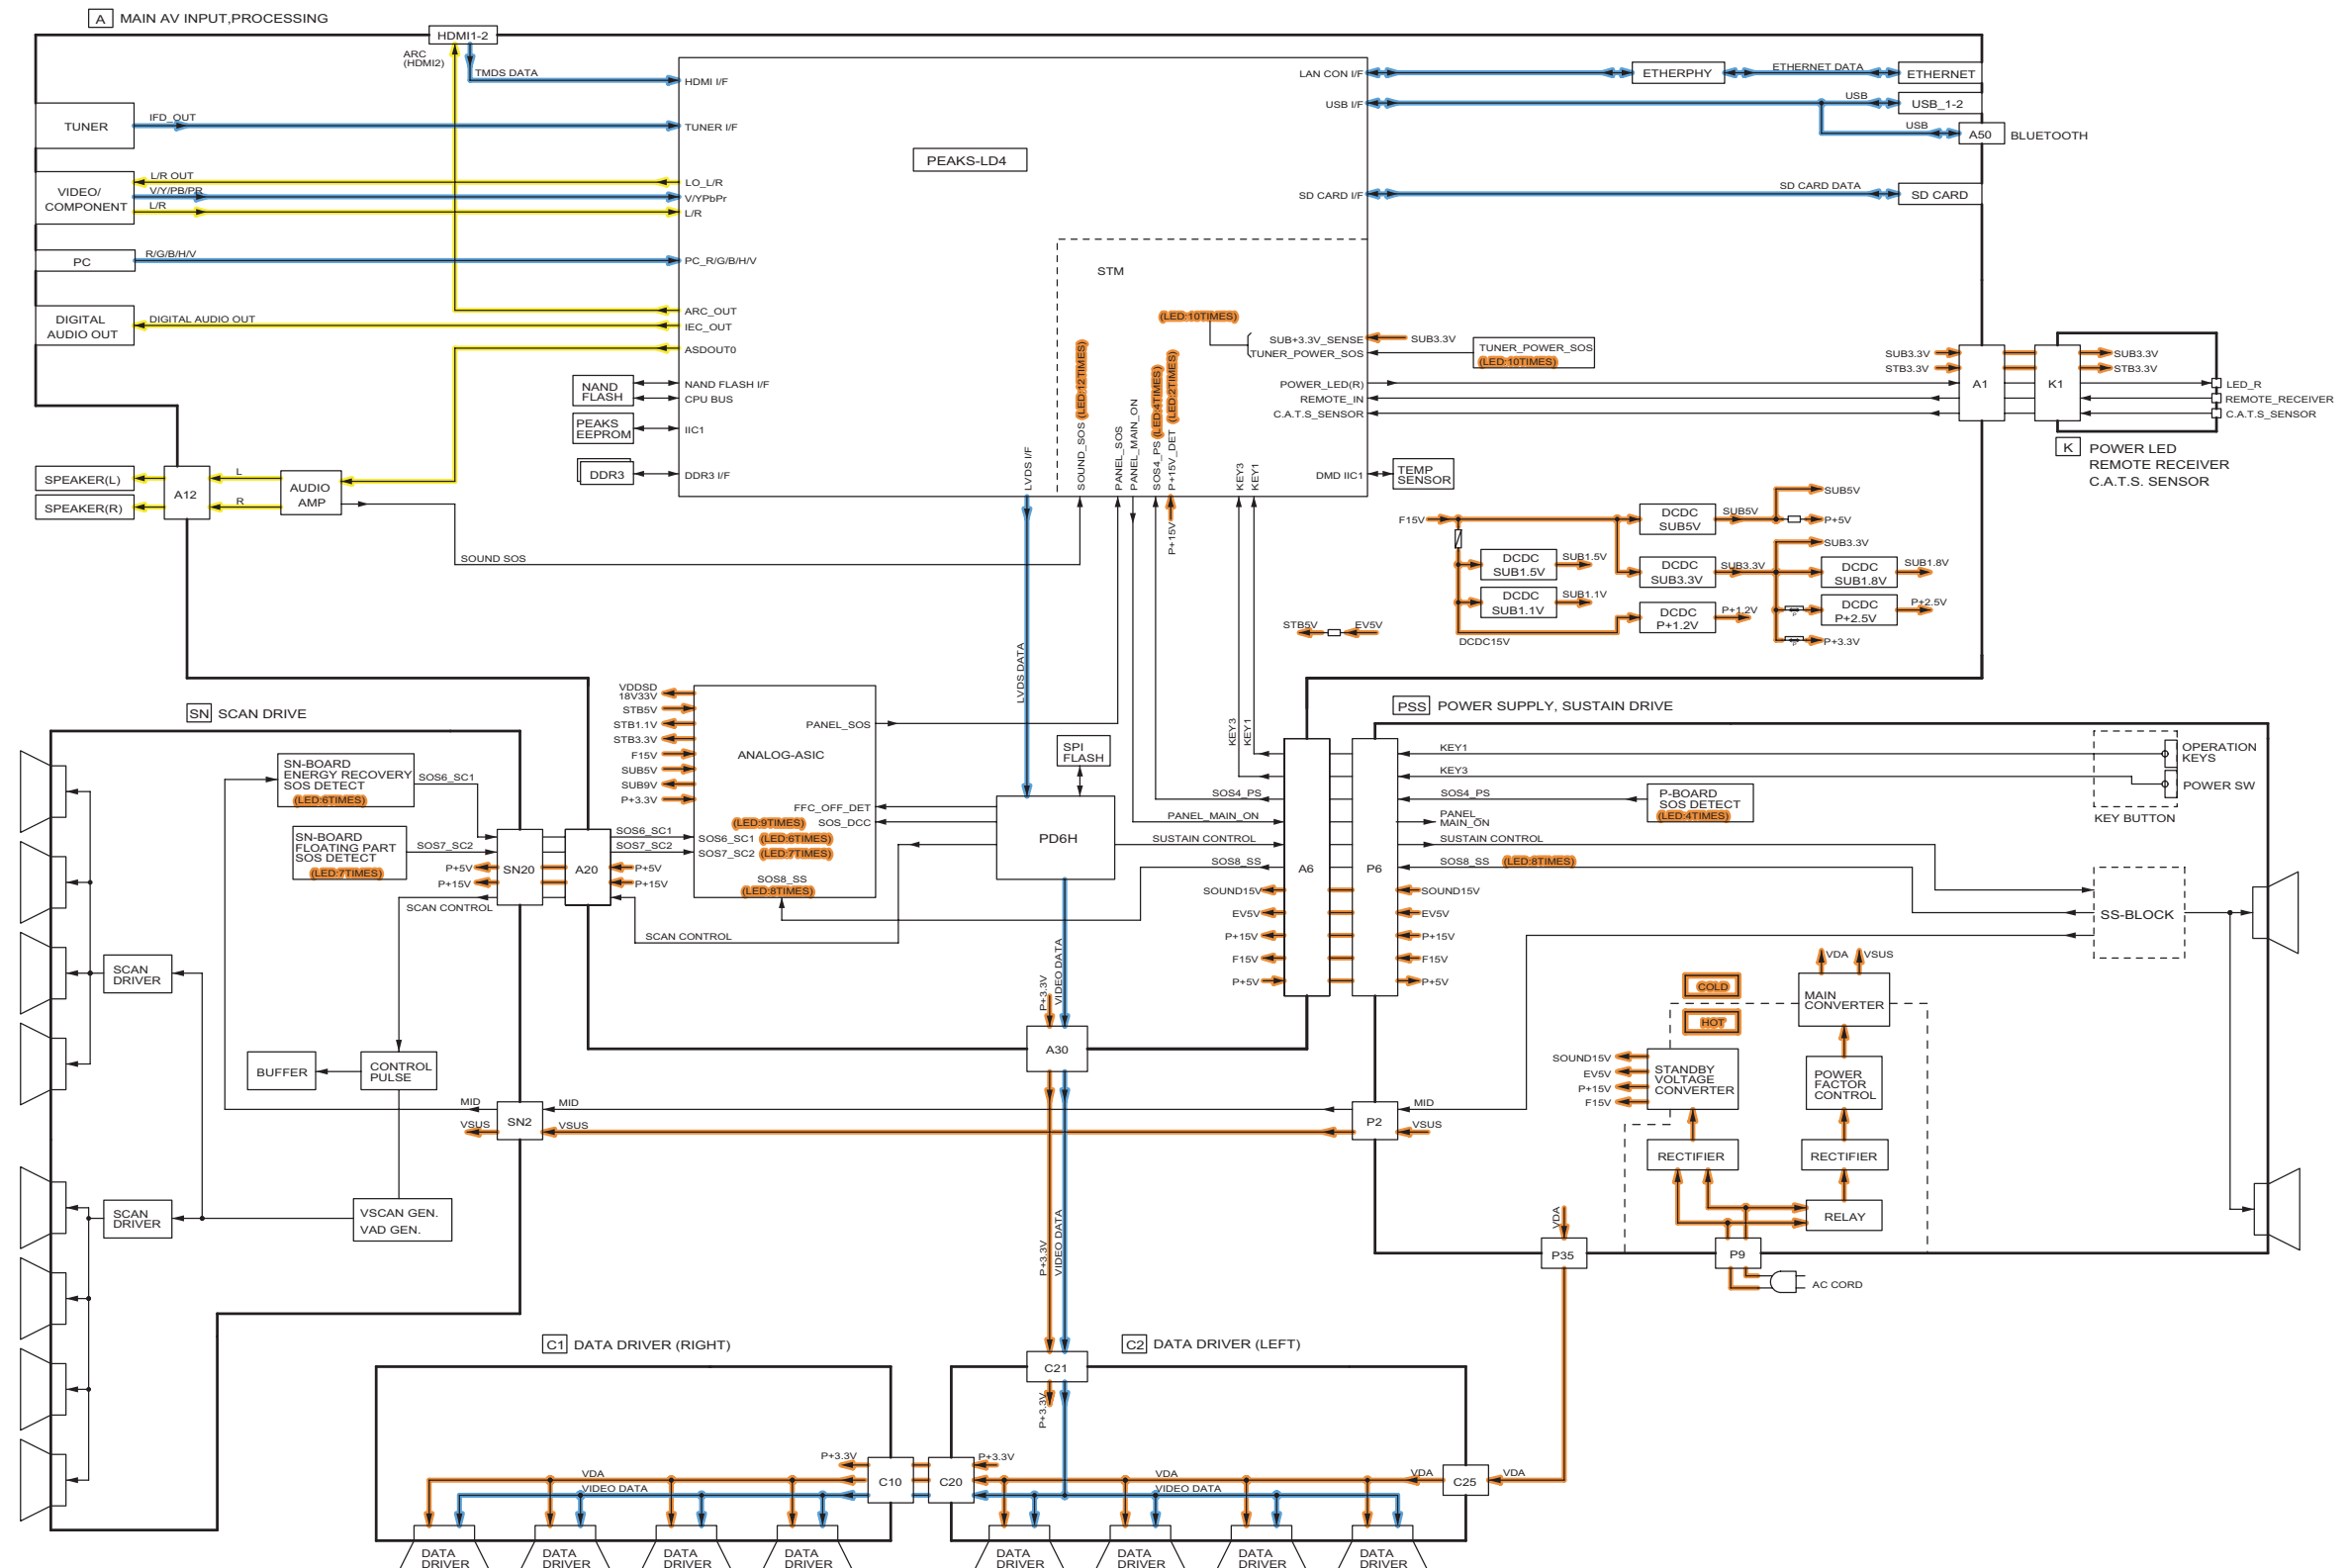 A MAIN AV INPUT,PROCESSING
HDMI1-2
ARC
(HDMI2)
TMDS DATA
HDMI I/F
TUNER
IFD_OUT
TUNER I/F
VIDEO/
COMPONENT
L/R OUT
V/Y/PB/PR
L/R
LO_L/R
V/YPbPr
L/R
PC
R/G/B/H/V
PC_R/G/B/H/V
DIGITAL
AUDIO OUT
DIGITAL AUDIO OUT
ARC_OUT
IEC_OUT
ASDOUT0
NAND
FLASH
NAND FLASH I/F
CPU BUS
PEAKS
EEPROM
IIC1
DDR3
DDR3 I/F
PEAKS-LD4
STM
LAN CON I/F
ETHERPHY
ETHERNET DATA
ETHERNET
USB I/F
USB
USB_1-2
USB
A50
BLUETOOTH
SD CARD I/F
SD CARD DATA
SD CARD
(LED:10TIMES)
SUB+3.3V_SENSE
TUNER_POWER_SOS
SUB3.3V
TUNER_POWER_SOS
(LED:10TIMES)
POWER_LED(R)
REMOTE_IN
C.A.T.S_SENSOR
DMD IIC1
TEMP
SENSOR
LVDS I/F
SOUND_SOS (LED:12TIMES)
PANEL_SOS
PANEL_MAIN_ON
SOS4_PS (LED:4TIMES)
P+15V_DET (LED:2TIMES)
P+15V
KEY3
KEY1
SUB3.3V
STB3.3V
A1
K1
SUB3.3V
STB3.3V
LED_R
REMOTE_RECEIVER
C.A.T.S_SENSOR
K POWER LED
REMOTE RECEIVER
C.A.T.S. SENSOR
SPEAKER(L)
SPEAKER(R)
A12
L
R
AUDIO
AMP
SOUND SOS
F15V
DCDC
SUB5V
SUB5V
SUB5V
P+5V
DCDC
SUB1.5V
SUB1.5V
DCDC
SUB3.3V
SUB3.3V
SUB3.3V
DCDC
SUB1.8V
SUB1.8V
DCDC
SUB1.1V
SUB1.1V
DCDC
P+1.2V
P+1.2V
DCDC
P+2.5V
P+2.5V
P+3.3V
DCDC15V
STB5V
EV5V
LVDS DATA
SN SCAN DRIVE
SN-BOARD
ENERGY RECOVERY
SOS DETECT
(LED:6TIMES)
SOS6_SC1
SN-BOARD
FLOATING PART
SOS DETECT
(LED:7TIMES)
SOS7_SC2
P+5V
P+15V
SCAN CONTROL
SN20
A20
SOS6_SC1
SOS7_SC2
P+5V
P+15V
SCAN CONTROL
VDDSD
18V33V
STB5V
STB1.1V
STB3.3V
F15V
SUB5V
SUB9V
P+3.3V
PANEL_SOS
ANALOG-ASIC
FFC_OFF_DET
(LED:9TIMES) SOS_DCC
SOS6_SC1 (LED:6TIMES)
SOS7_SC2 (LED:7TIMES)
SOS8_SS
(LED:8TIMES)
SPI
FLASH
PD6H
KEY3
KEY1
SOS4_PS
PANEL_MAIN_ON
SUSTAIN CONTROL
SOS8_SS
SOUND15V
EV5V
P+15V
F15V
P+5V
A6
P6
PSS POWER SUPPLY, SUSTAIN DRIVE
KEY1
KEY3
SOS4_PS
PANEL
MAIN_ON
SUSTAIN CONTROL
SOS8_SS (LED:8TIMES)
SOUND15V
EV5V
P+15V
F15V
P+5V
P-BOARD
SOS DETECT
(LED:4TIMES)
OPERATION
KEYS
POWER SW
KEY BUTTON
SS-BLOCK
VDA
VSUS
COLD
HOT
MAIN
CONVERTER
SOUND15V
EV5V
P+15V
F15V
STANDBY
VOLTAGE
CONVERTER
POWER
FACTOR
CONTROL
RECTIFIER
RECTIFIER
RELAY
VDA
P35
P9
AC CORD
SCAN
DRIVER
BUFFER
CONTROL
PULSE
MID
VSUS
SN2
MID
VSUS
P2
MID
VSUS
SCAN
DRIVER
VSCAN GEN.
VAD GEN.
P+3.3V
VIDEO DATA
A30
P+3.3V
VIDEO DATA
C1 DATA DRIVER (RIGHT)
C2 DATA DRIVER (LEFT)
C21
P+3.3V
P+3.3V
C10
C20
P+3.3V
VDA
VIDEO DATA
VDA
VIDEO DATA
VDA
C25
VDA
DATA
DRIVER
DATA
DRIVER
DATA
DRIVER
DATA
DRIVER
DATA
DRIVER
DATA
DRIVER
DATA
DRIVER
DATA
DRIVER